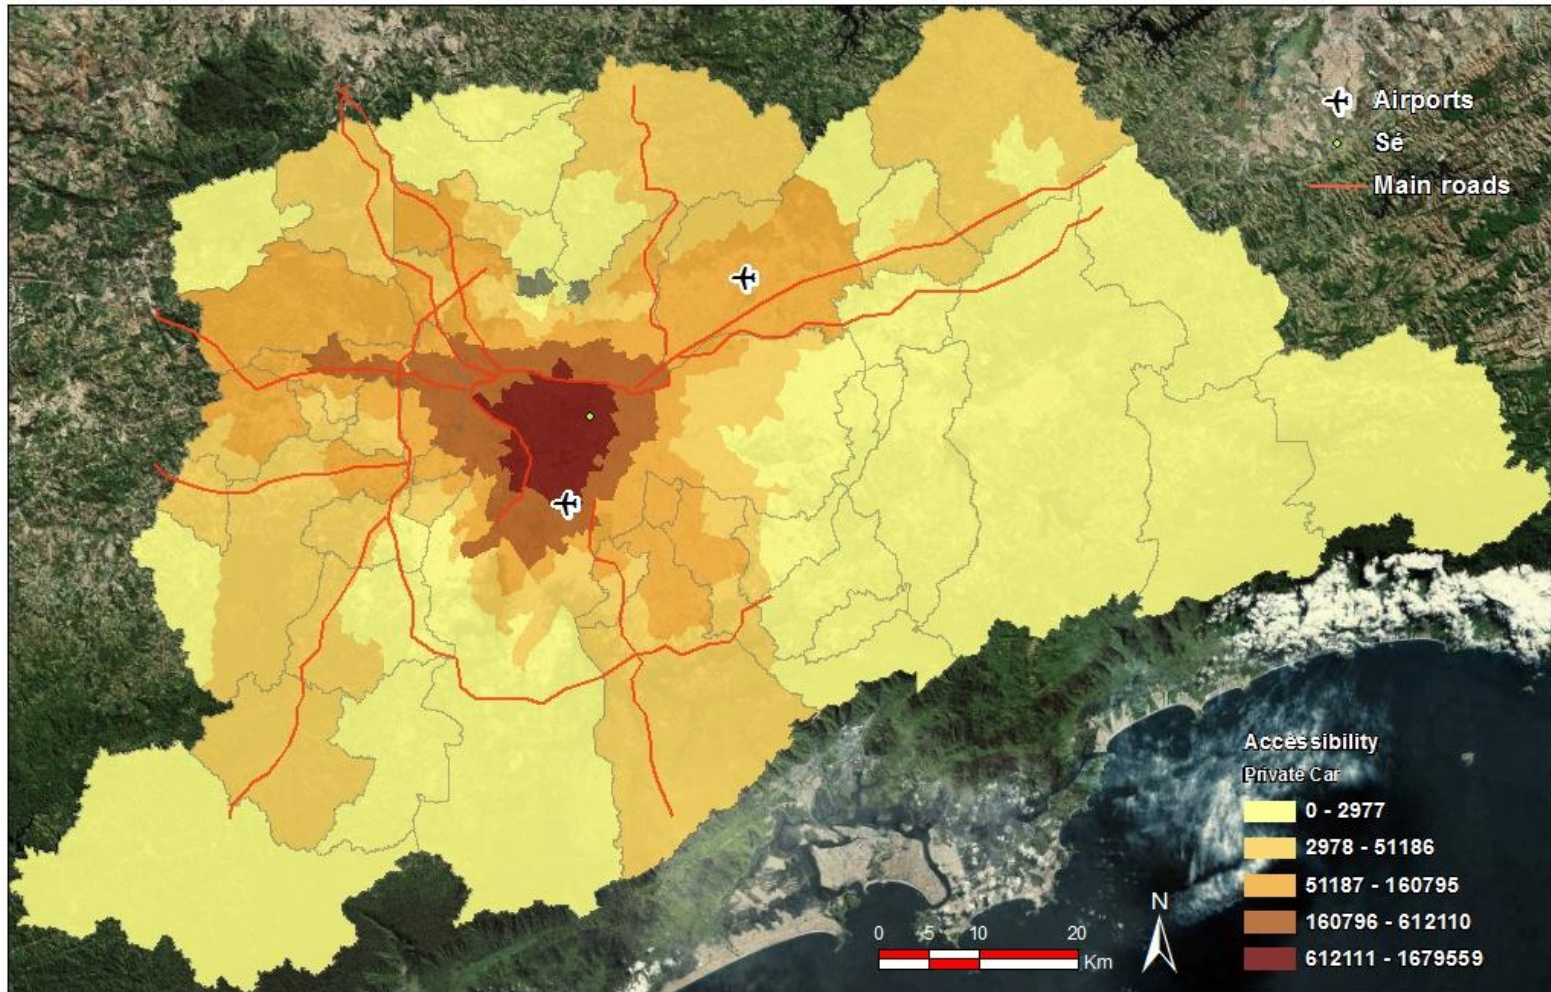 Airports
Sé
Main roads
Accessibility
Private Car
0 - 2977
2978 - 51186
51187 - 160795
160796 - 612110
612111 - 1679559
N
0 5 10 20
Km